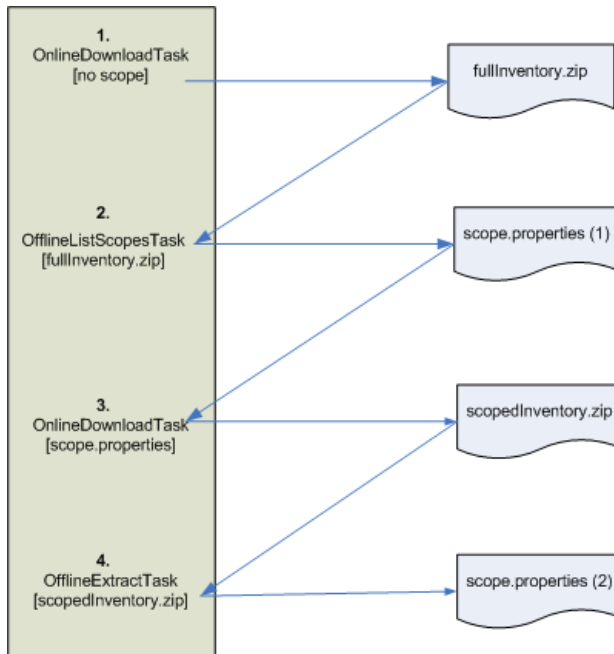 1.
OnlineDownloadTask
[no scope]
fullInventory.zip
2.
OfflineListScopesTask
[fullInventory.zip]
scope.properties (1)
3.
OnlineDownloadTask
[scope.properties]
scopedInventory.zip
4.
OfflineExtractTask
[scopedInventory.zip]
scope.properties (2)